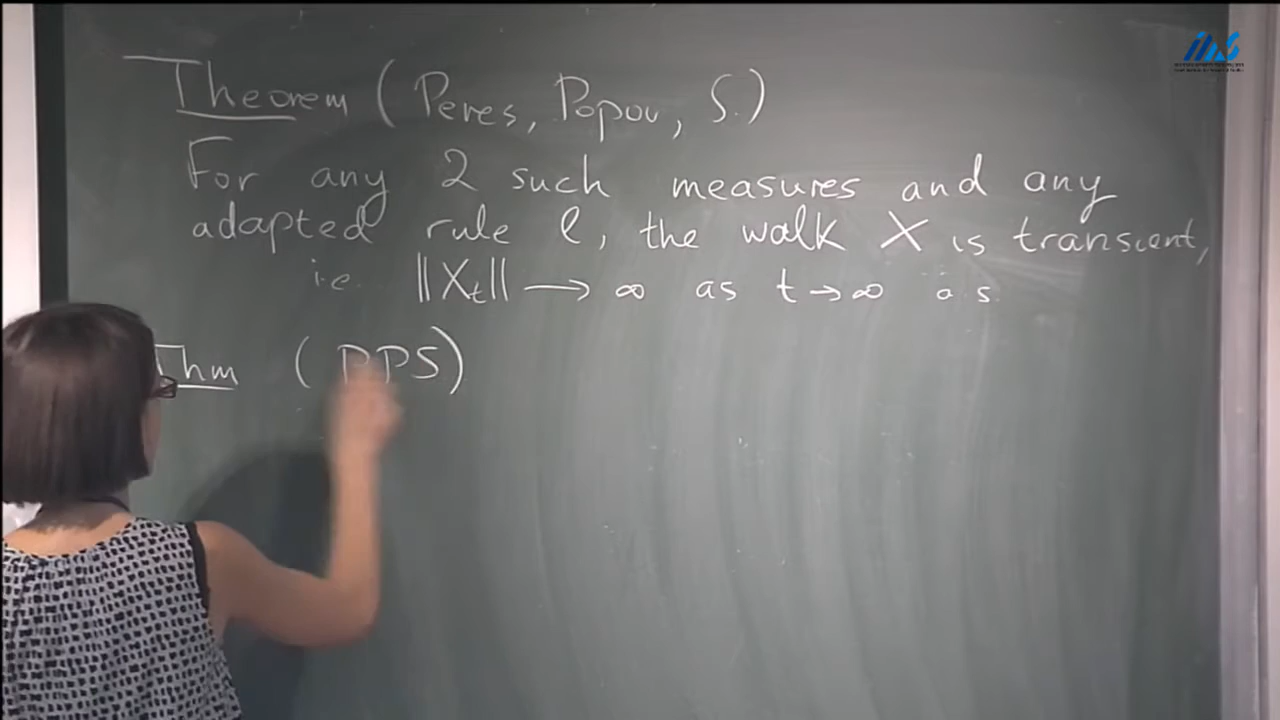 Theorem (Peres, Popov, S.)
For any 2 such measures and any
adapted rule ℓ, the walk X is transient,
i.e. ||X_t|| → ∞ as t → ∞ a.s.
Thm (PPS)